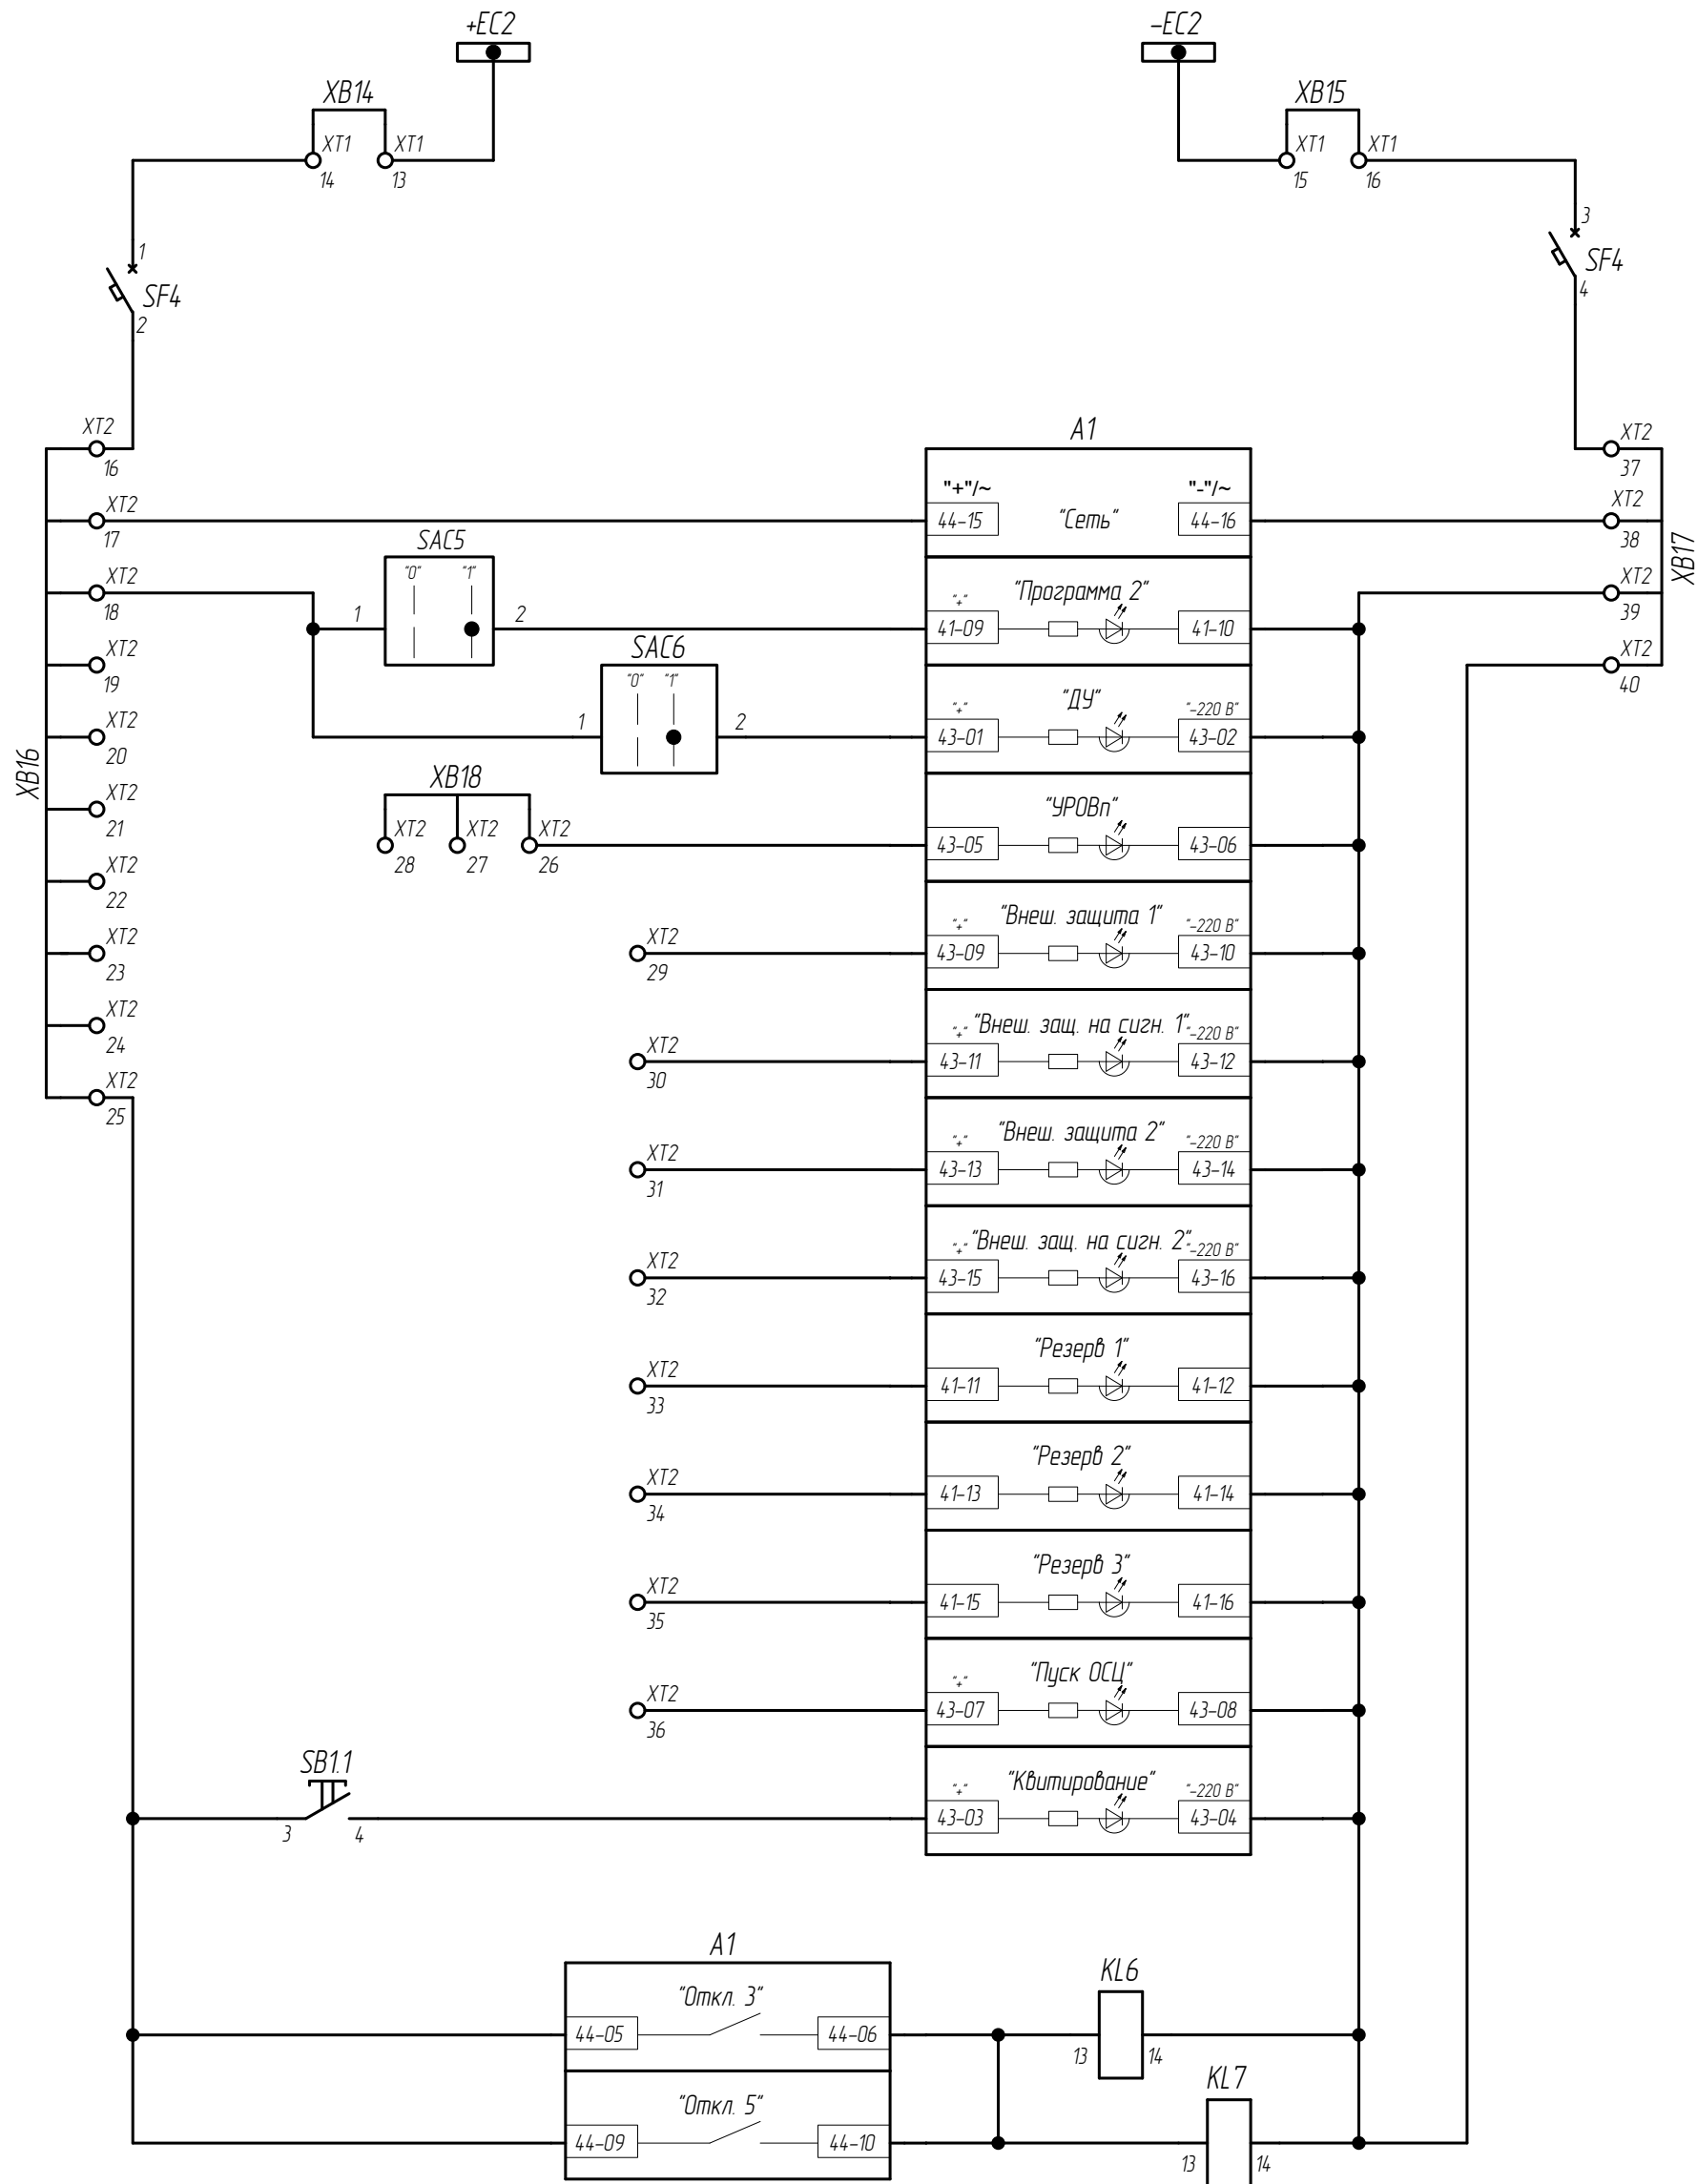 +EC2
-EC2
XB14
XB15
XT1
XT1
XT1
XT1
14
13
15
16
1
SF4
2
3
SF4
4
XT2
16
A1
XT2
37
"+"/~
"-"/~
XT2
17
44-15
"Сеть"
44-16
XT2
38
XB17
SAC5
"0"
"1"
XT2
18
1
2
"+"
"Программа 2"
41-09
41-10
XT2
39
SAC6
"0"
"1"
XT2
19
1
2
"+"
"ДУ"
"-220 В"
43-01
43-02
XT2
40
XT2
20
XB16
XB18
XT2
28
XT2
27
XT2
26
"УРОВп"
43-05
43-06
XT2
21
XT2
22
XT2
29
"+"
"Внеш. защита 1"
"-220 В"
43-09
43-10
XT2
23
XT2
24
XT2
30
"+"
"Внеш. защ. на сигн. 1"
"-220 В"
43-11
43-12
XT2
25
XT2
31
"+"
"Внеш. защита 2"
"-220 В"
43-13
43-14
XT2
32
"+"
"Внеш. защ. на сигн. 2"
"-220 В"
43-15
43-16
XT2
33
"Резерв 1"
41-11
41-12
XT2
34
"Резерв 2"
41-13
41-14
XT2
35
"Резерв 3"
41-15
41-16
XT2
36
"+"
"Пуск ОСЦ"
43-07
43-08
SB1.1
3
4
"+"
"Квитирование"
"-220 В"
43-03
43-04
A1
"Откл. 3"
44-05
44-06
KL6
13
14
"Откл. 5"
44-09
44-10
KL7
13
14